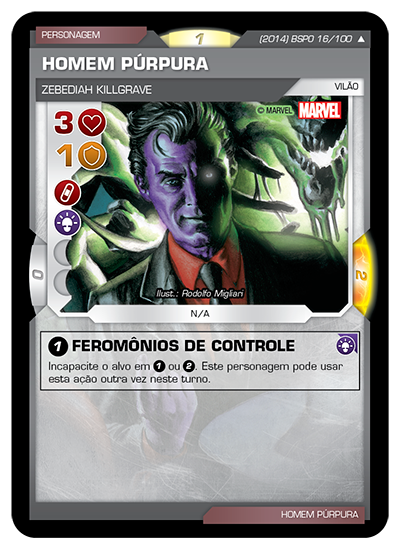 PERSONAGEM
1
(2014) BSPO 16/100 ▲
HOMEM PÚRPURA
ZEBEDIAH KILLGRAVE
VILÃO
© MARVEL MARVEL
3
1
0
2
Ilust.: Rodolfo Migliari
N/A
1 FEROMÔNIOS DE CONTROLE
Incapacite o alvo em 1 ou 2. Este personagem pode usar
esta ação outra vez neste turno.
HOMEM PÚRPURA